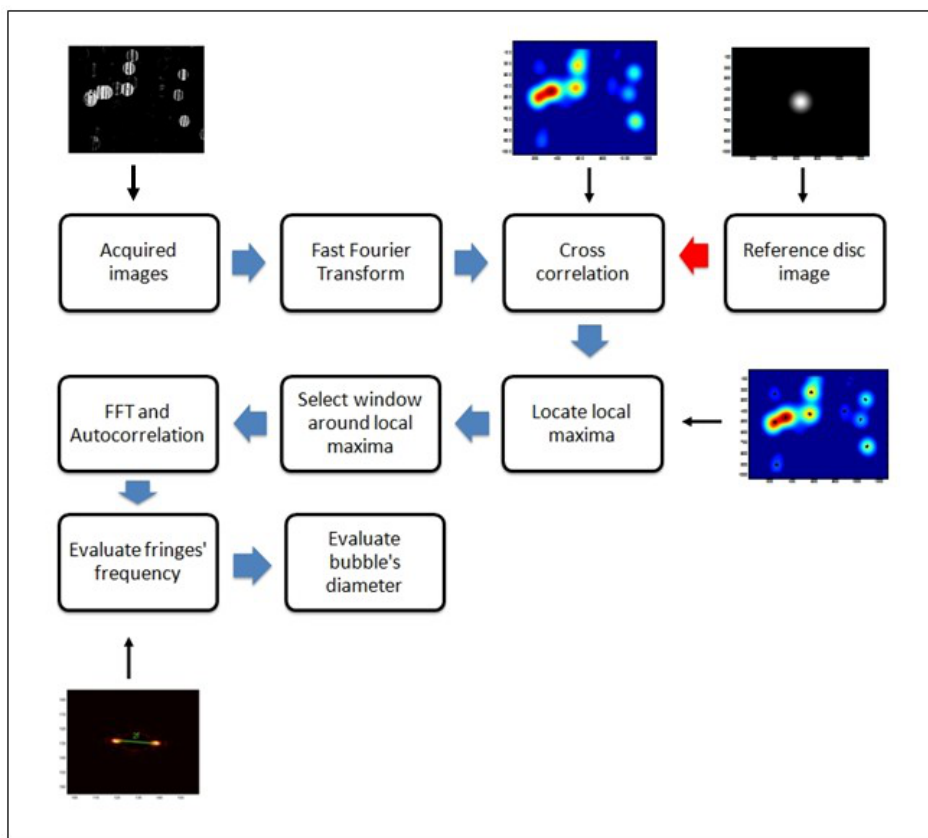 Acquired
images
Fast Fourier
Transform
Cross
correlation
Reference disc
image
FFT and
Autocorrelation
Select window
around local
maxima
Locate local
maxima
Evaluate fringes'
frequency
Evaluate
bubble's
diameter
2f